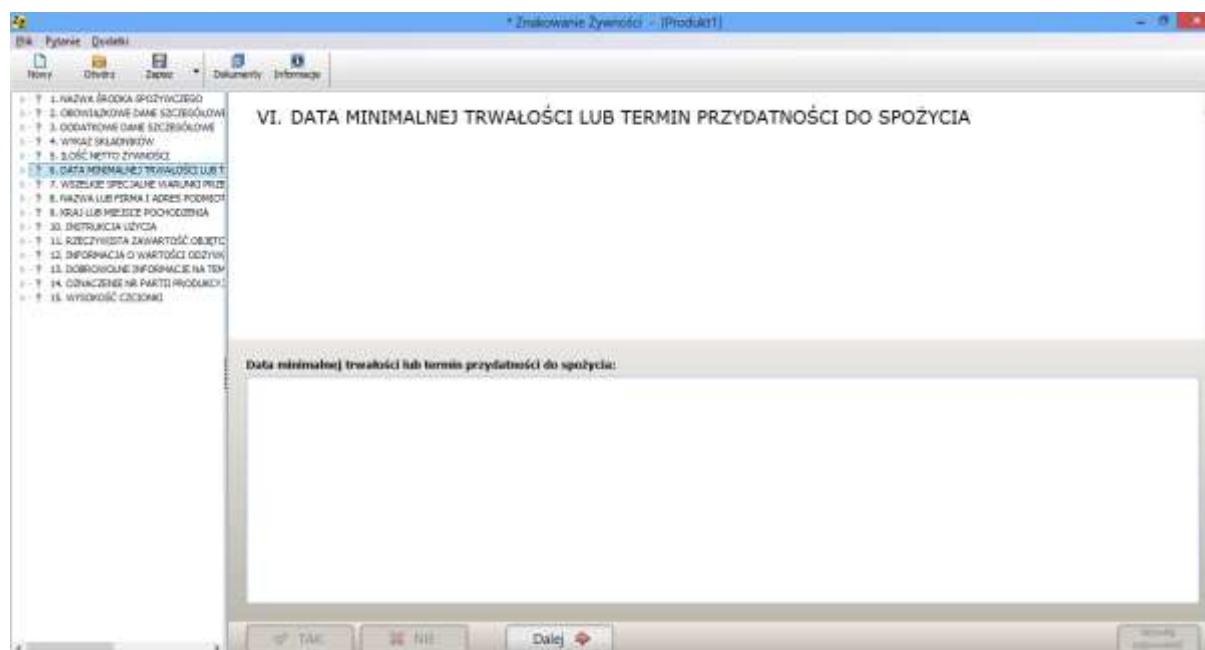 * Znakowanie Żywności - [Produkt1]
Plik Pytanie Dodatki
Nowy Otwórz Zapisz Dokumenty Informacje
1. NAZWA ŚRODKA SPOŻYWCZEGO
2. OBOWIĄZKOWE DANE SZCZEGÓŁOWE
3. DODATKOWE DANE SZCZEGÓŁOWE
4. WYKAZ SKŁADNIKÓW
5. ILOŚĆ NETTO ŻYWNOŚCI
6. DATA MINIMALNEJ TRWAŁOŚCI LUB T
7. WSZELKIE SPECJALNE WARUNKI PRZE
8. NAZWA LUB FIRMA I ADRES PODMIOT
9. KRAJ LUB MIEJSCE POCHODZENIA
10. INSTRUKCJA UŻYCIA
11. RZECZYWISTA ZAWARTOŚĆ OBJĘTO
12. INFORMACJA O WARTOŚCI ODŻYW
13. DOBROWOLNE INFORMACJE NA TEM
14. OZNACZENIE NR PARTII PRODUKCYJ
15. WYSOKOŚĆ CZCIONKI
VI. DATA MINIMALNEJ TRWAŁOŚCI LUB TERMIN PRZYDATNOŚCI DO SPOŻYCIA
Data minimalnej trwałości lub termin przydatności do spożycia:
TAK NIE Dalej